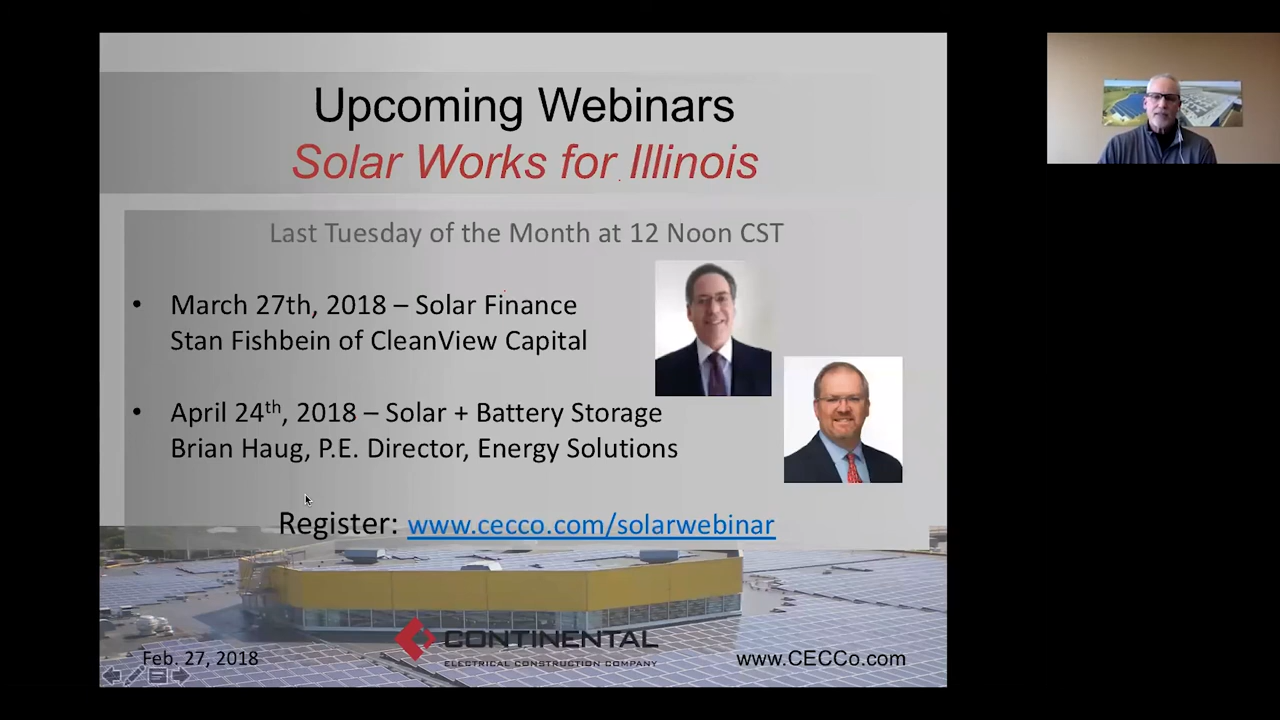 Upcoming Webinars
Solar Works for Illinois
Last Tuesday of the Month at 12 Noon CST
• March 27th, 2018 – Solar Finance
Stan Fishbein of CleanView Capital
• April 24th, 2018 – Solar + Battery Storage
Brian Haug, P.E. Director, Energy Solutions
Register: www.cecco.com/solarwebinar
CONTINENTAL
ELECTRICAL CONSTRUCTION COMPANY
Feb. 27, 2018
www.CECCo.com